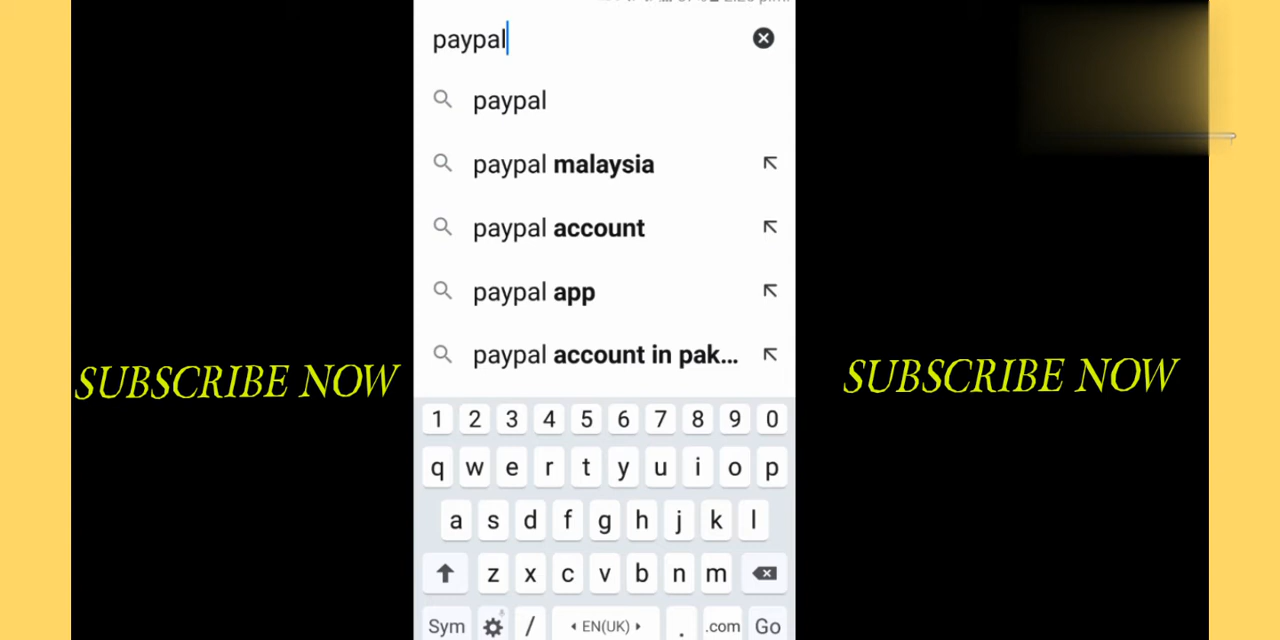 paypal
paypal
paypal malaysia
paypal account
paypal app
paypal account in pak...
SUBSCRIBE NOW
SUBSCRIBE NOW
1 2 3 4 5 6 7 8 9 0
q w e r t y u i o p
a s d f g h j k l
z x c v b n m
Sym / EN(UK) . .com Go